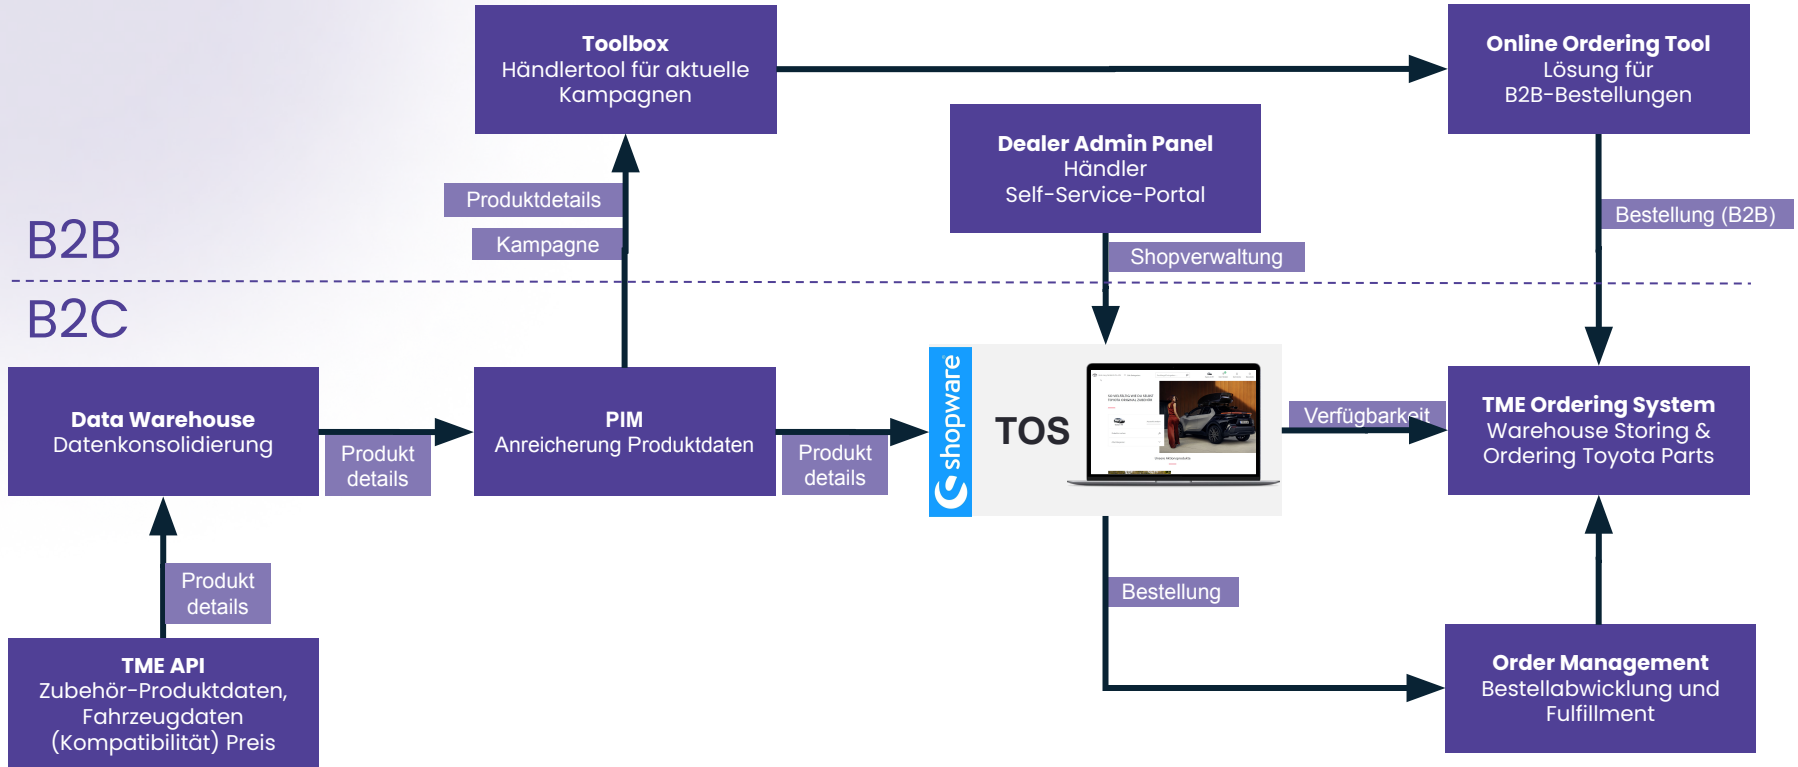 Toolbox
Händlertool für aktuelle
Kampagnen
Online Ordering Tool
Lösung für
B2B-Bestellungen
Dealer Admin Panel
Händler
Self-Service-Portal
Produktdetails
Kampagne
Bestellung (B2B)
Shopverwaltung
B2B
B2C
Data Warehouse
Datenkonsolidierung
Produkt
details
PIM
Anreicherung Produktdaten
Produkt
details
shopware
TOS
Verfügbarkeit
TME Ordering System
Warehouse Storing &
Ordering Toyota Parts
Produkt
details
Bestellung
TME API
Zubehör-Produktdaten,
Fahrzeugdaten
(Kompatibilität) Preis
Order Management
Bestellabwicklung und
Fulfillment